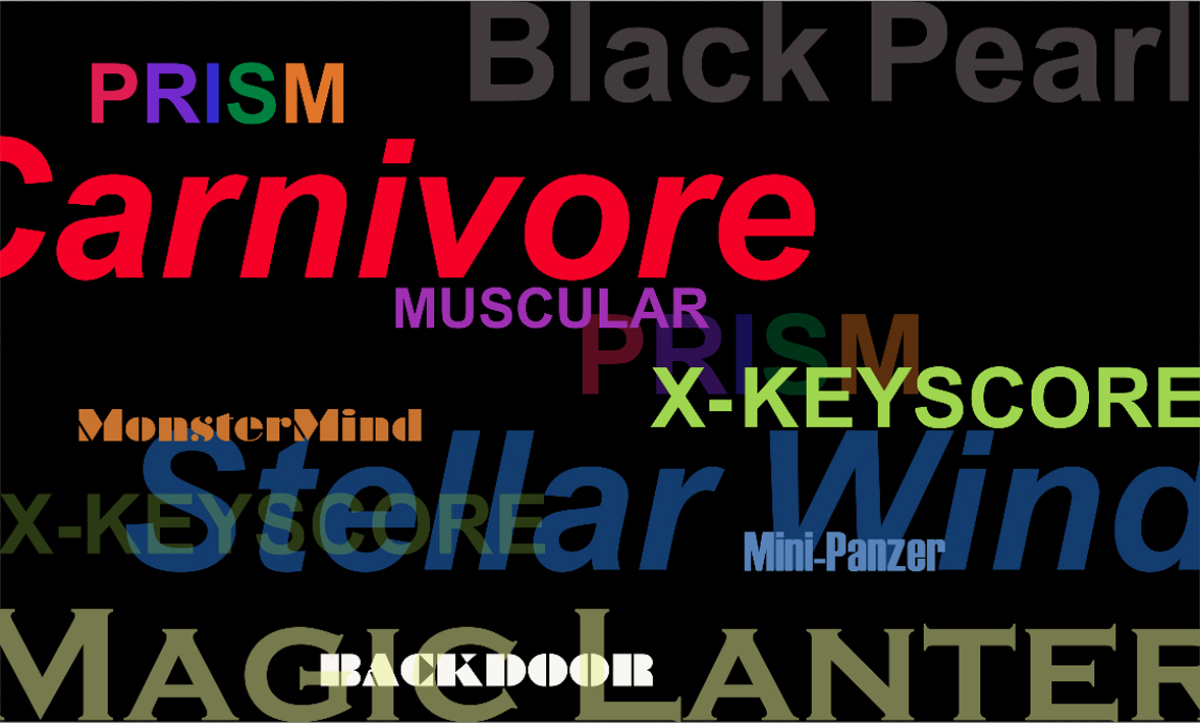 Black Pearl
PRISM
Carnivore
MUSCULAR
PRISM
X-KEYSCORE
MonsterMind
Stellar Wind
X-KEYSCORE
Mini-Panzer
MAGIC LANTER
BACKDOOR